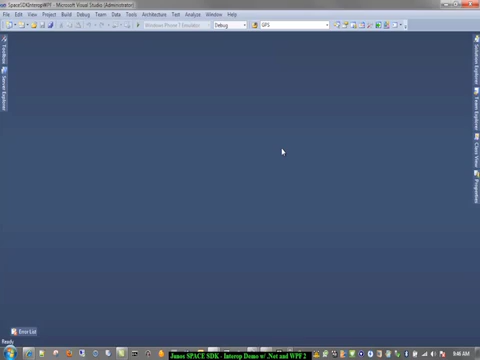 SpaceSDKInteropWPF - Microsoft Visual Studio (Administrator)
File Edit View Project Build Debug Team Data Tools Architecture Test Analyze Window Help
Windows Phone 7 Emulator Debug GPS
Toolbox
Server Explorer
Solution Explorer
Team Explorer
Class View
Properties
Error List
Ready
Junos SPACE SDK - Interop Demo w/ .Net and WPF 2
9:46 AM